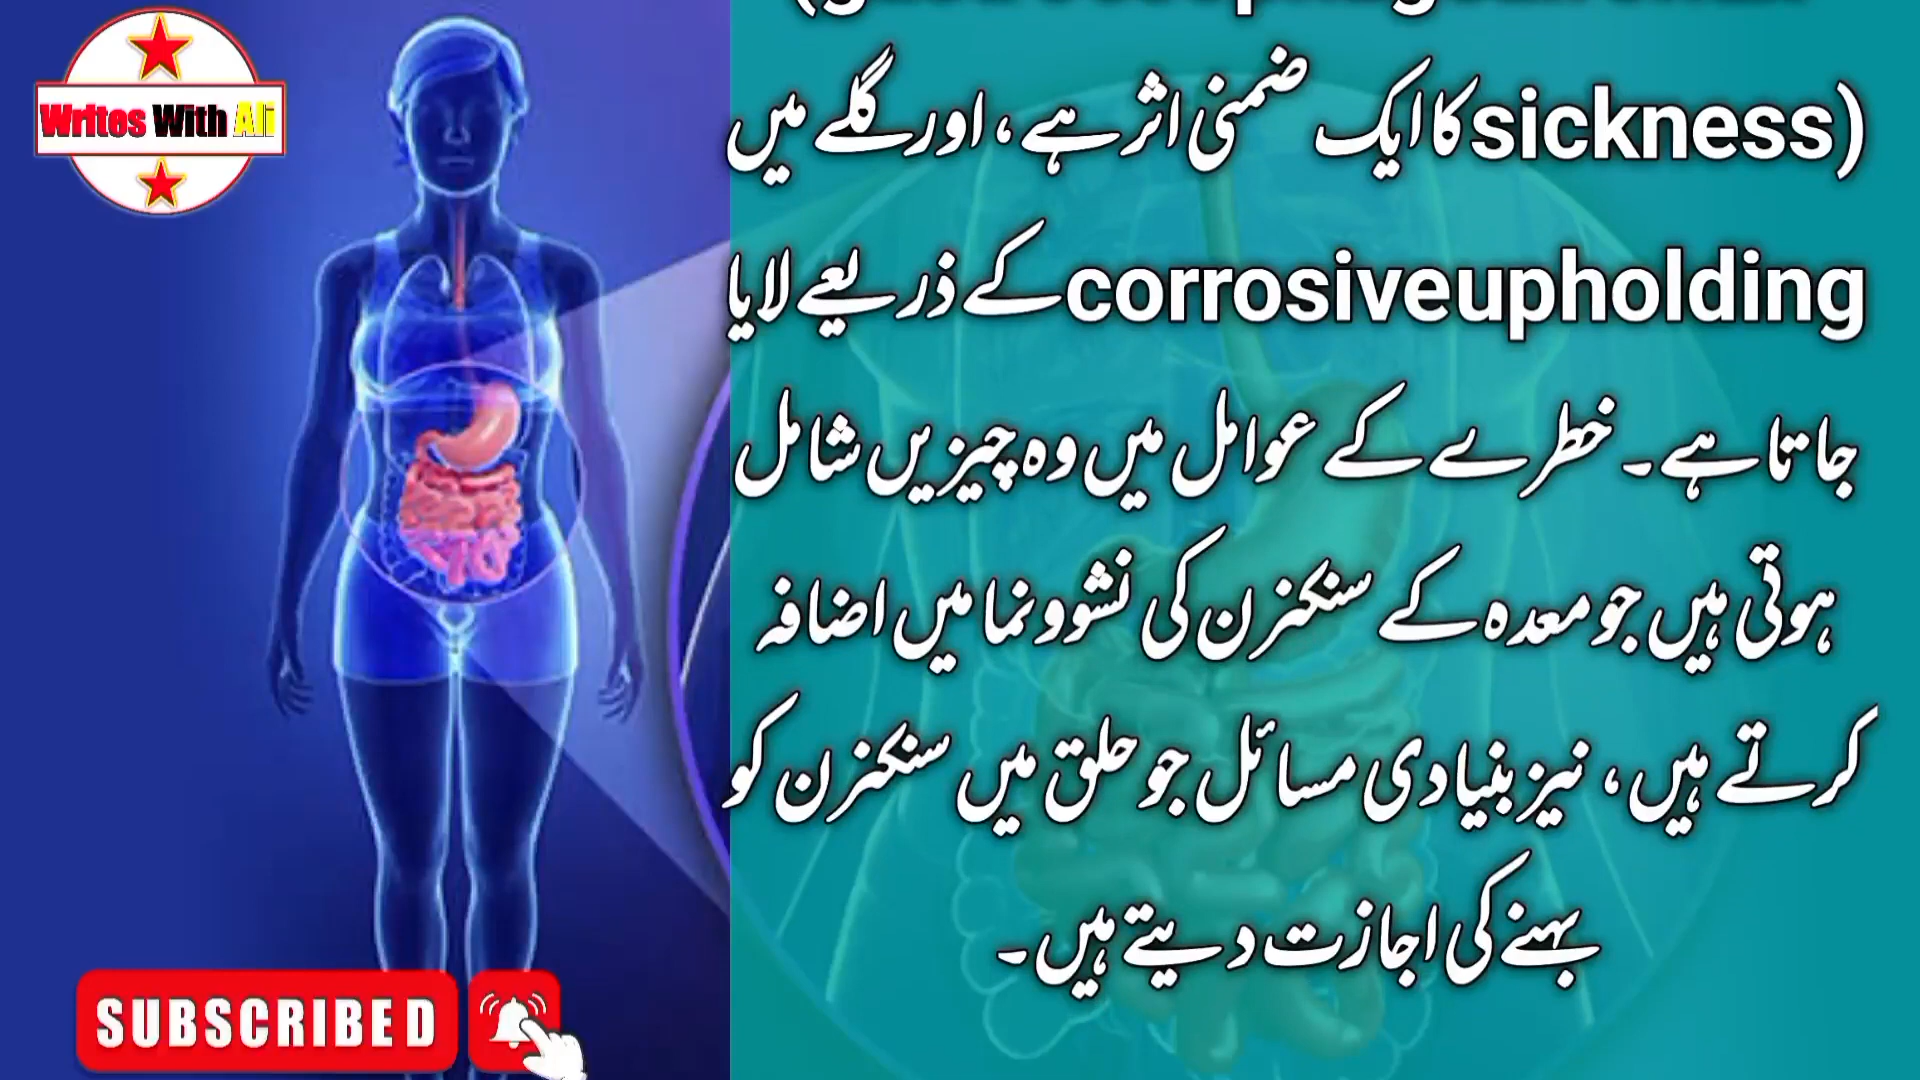 Writes With Ali
(sickness کا ایک ضمنی اثر ہے، اور گلے میں
corrosiveupholding کے ذریعے لایا
جاتا ہے۔ خطرے کے عوامل میں وہ چیزیں شامل
ہوتی ہیں جو معدہ کے سنکنرن کی نشوونما میں اضافہ
کرتے ہیں، نیز بنیادی مسائل جو حلق میں سنکنرن کو
بہنے کی اجازت دیتے ہیں۔
SUBSCRIBED